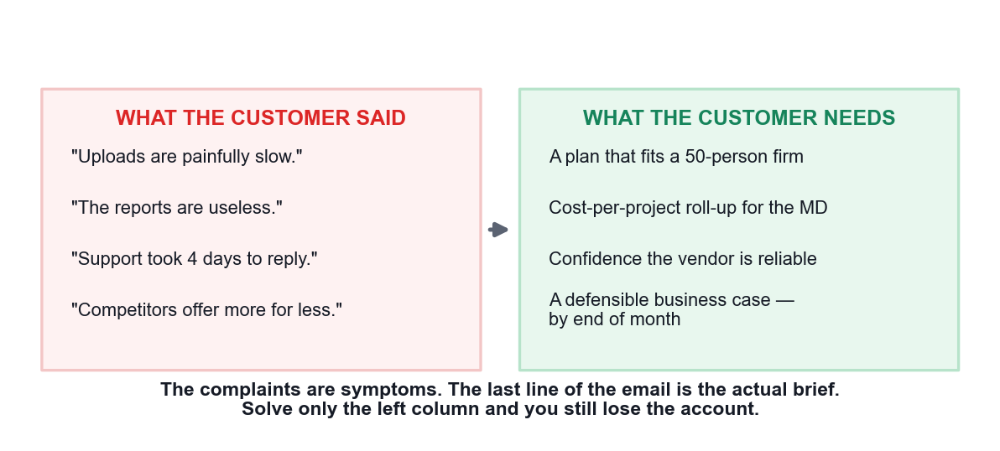 WHAT THE CUSTOMER SAID
"Uploads are painfully slow."
"The reports are useless."
"Support took 4 days to reply."
"Competitors offer more for less."
WHAT THE CUSTOMER NEEDS
A plan that fits a 50-person firm
Cost-per-project roll-up for the MD
Confidence the vendor is reliable
A defensible business case —
by end of month
The complaints are symptoms. The last line of the email is the actual brief.
Solve only the left column and you still lose the account.